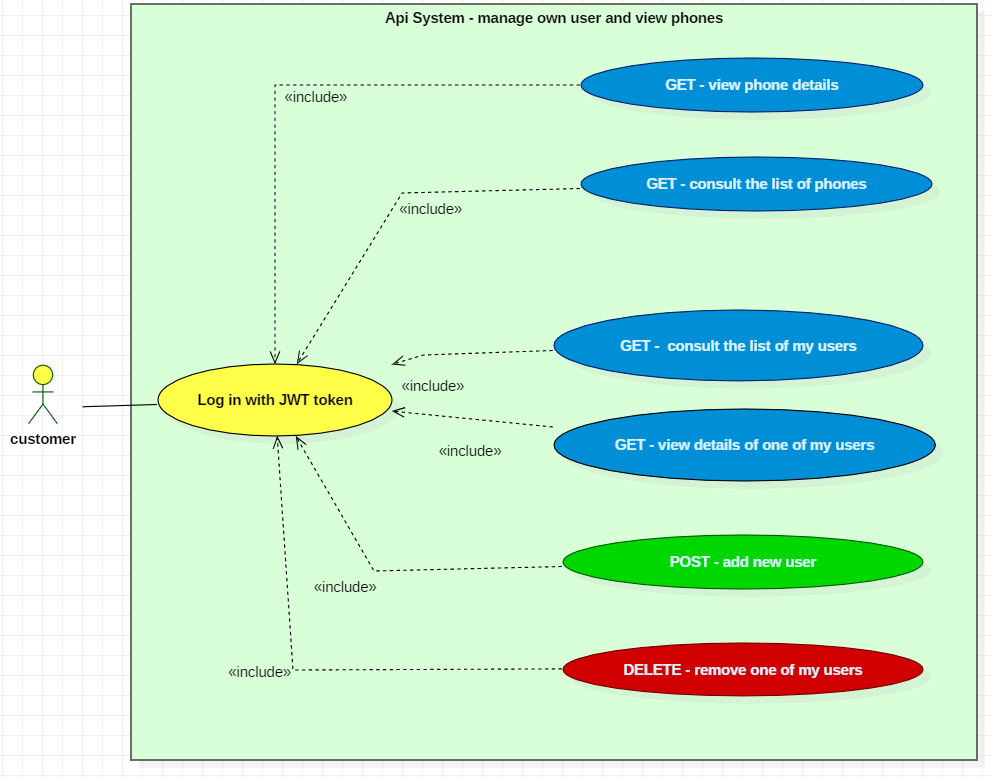 Api System - manage own user and view phones
GET - view phone details
«include»
GET - consult the list of phones
«include»
GET -  consult the list of my users
«include»
Log in with JWT token
customer
GET - view details of one of my users
«include»
POST - add new user
«include»
DELETE - remove one of my users
«include»